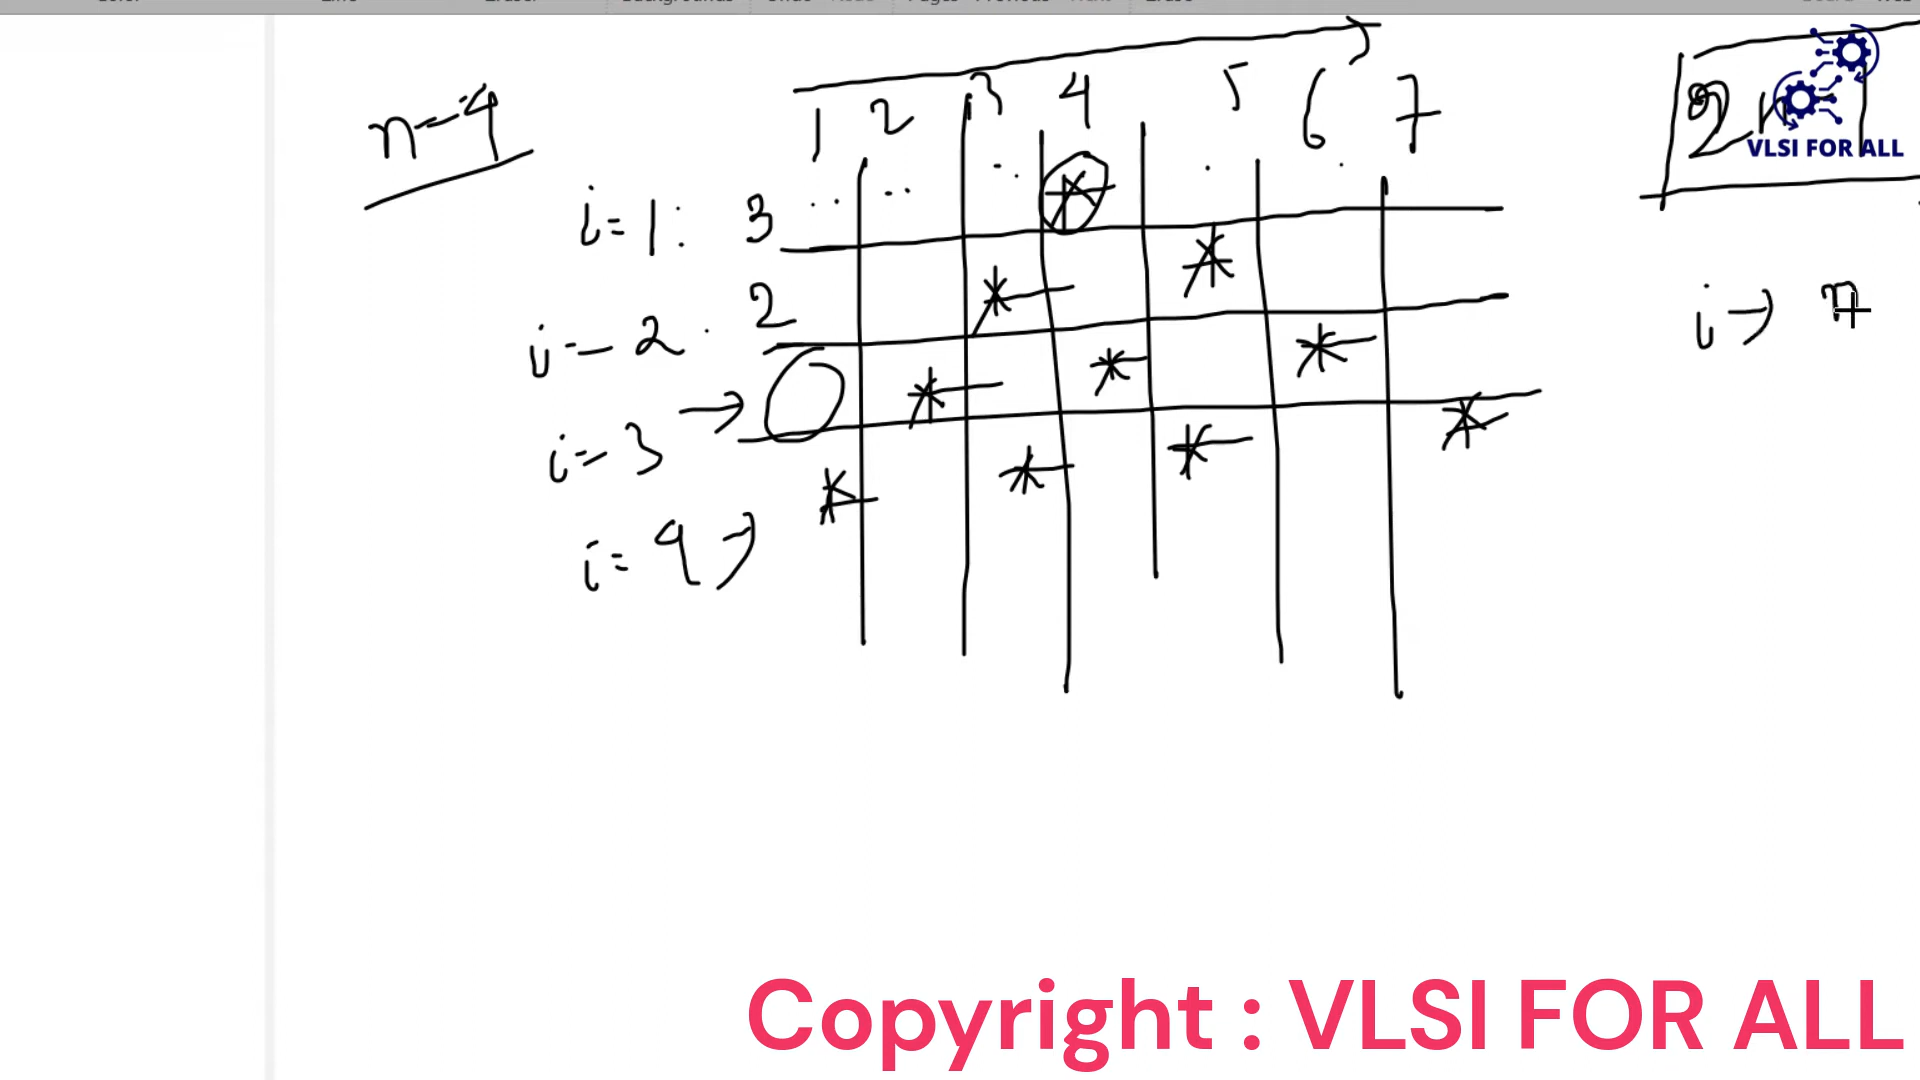 n=4
1 2 3 4 5 6 7
i=1: 3 * 
i=2 2 * *
i=3 → * * *
i=4 → * * * *
2n
i → n
VLSI FOR ALL
Copyright : VLSI FOR ALL